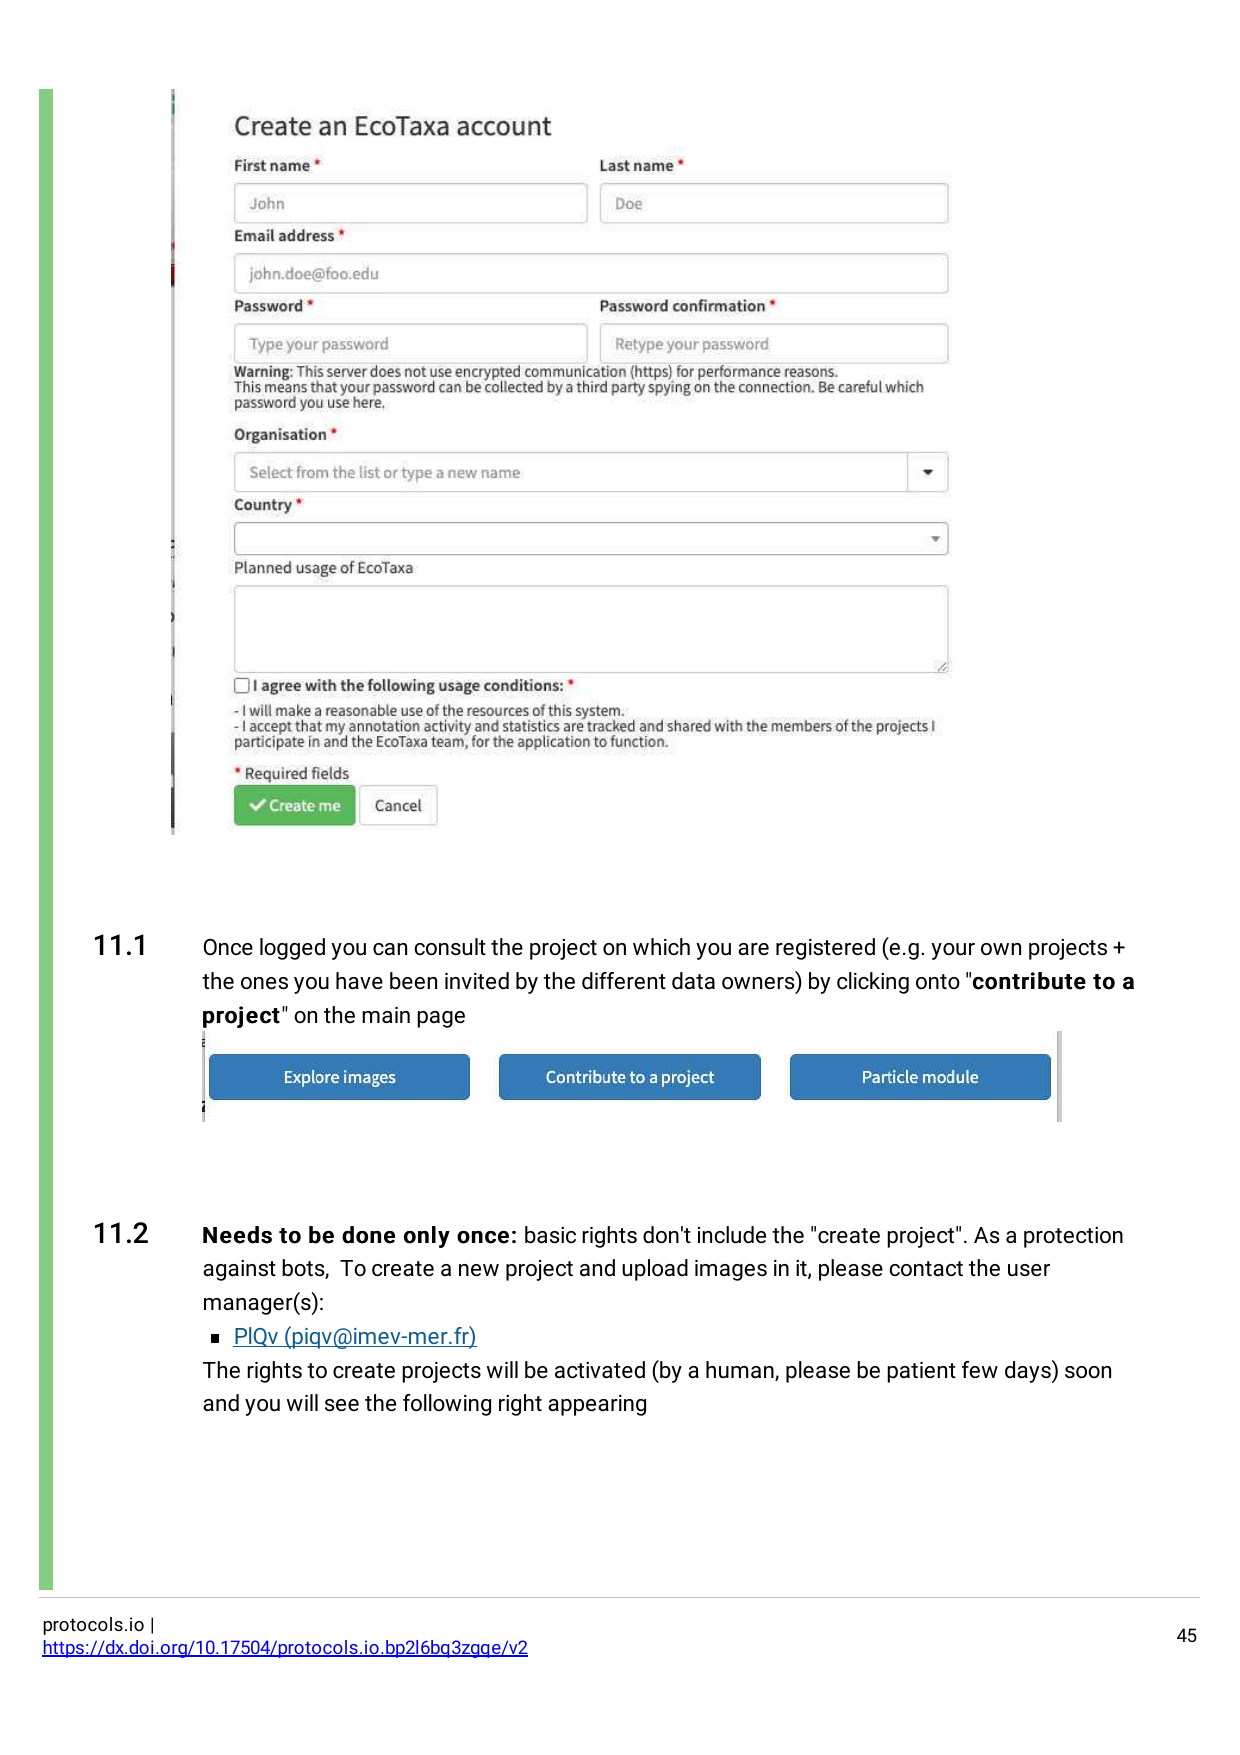 Create an EcoTaxa account
First name * Last name *
John Doe
Email address *
john.doe@foo.edu
Password * Password confirmation *
Type your password Retype your password
Warning: This server does not use encrypted communication (https) for performance reasons.
This means that your password can be collected by a third party spying on the connection. Be careful which
password you use here.
Organisation *
Select from the list or type a new name
Country *
Planned usage of EcoTaxa
I agree with the following usage conditions: *
- I will make a reasonable use of the resources of this system.
- I accept that my annotation activity and statistics are tracked and shared with the members of the projects I
participate in and the EcoTaxa team, for the application to function.
* Required fields
Create me Cancel
11.1 Once logged you can consult the project on which you are registered (e.g. your own projects +
the ones you have been invited by the different data owners) by clicking onto "contribute to a
project" on the main page
Explore images Contribute to a project Particle module
11.2 Needs to be done only once: basic rights don't include the "create project". As a protection
against bots, To create a new project and upload images in it, please contact the user
manager(s):
▪ PIQv (piqv@imev-mer.fr)
The rights to create projects will be activated (by a human, please be patient few days) soon
and you will see the following right appearing
protocols.io |
https://dx.doi.org/10.17504/protocols.io.bp2l6bq3zgqe/v2
45